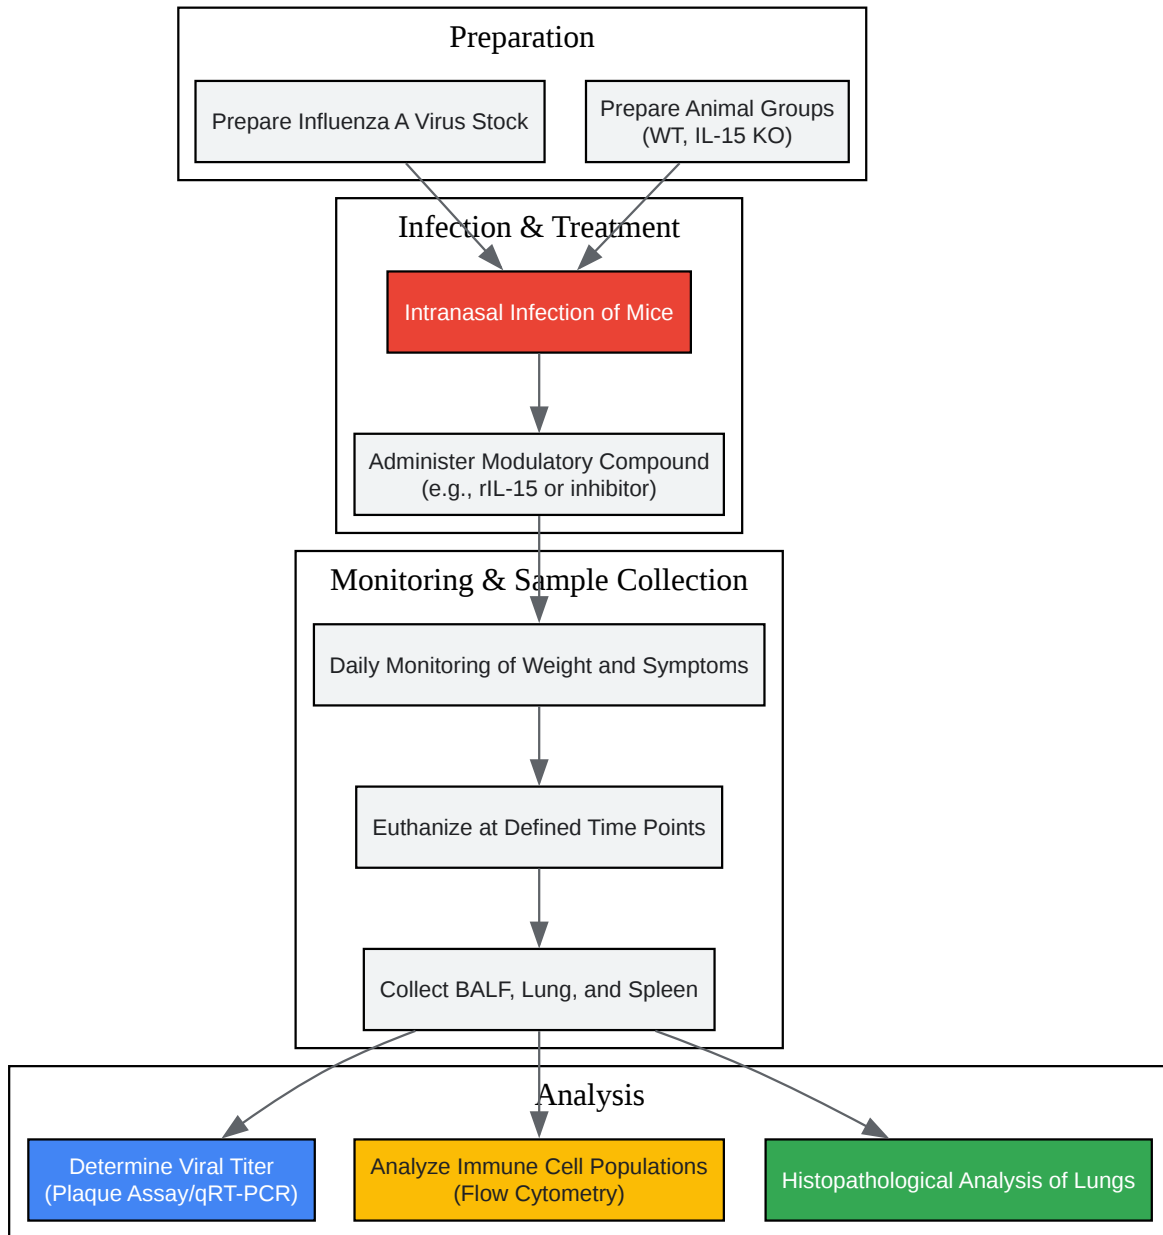 Preparation
Prepare Influenza A Virus Stock
Prepare Animal Groups
(WT, IL-15 KO)
Infection & Treatment
Intranasal Infection of Mice
Administer Modulatory Compound
(e.g., rIL-15 or inhibitor)
Monitoring & Sample Collection
Daily Monitoring of Weight and Symptoms
Euthanize at Defined Time Points
Collect BALF, Lung, and Spleen
Analysis
Determine Viral Titer
(Plaque Assay/qRT-PCR)
Analyze Immune Cell Populations
(Flow Cytometry)
Histopathological Analysis of Lungs